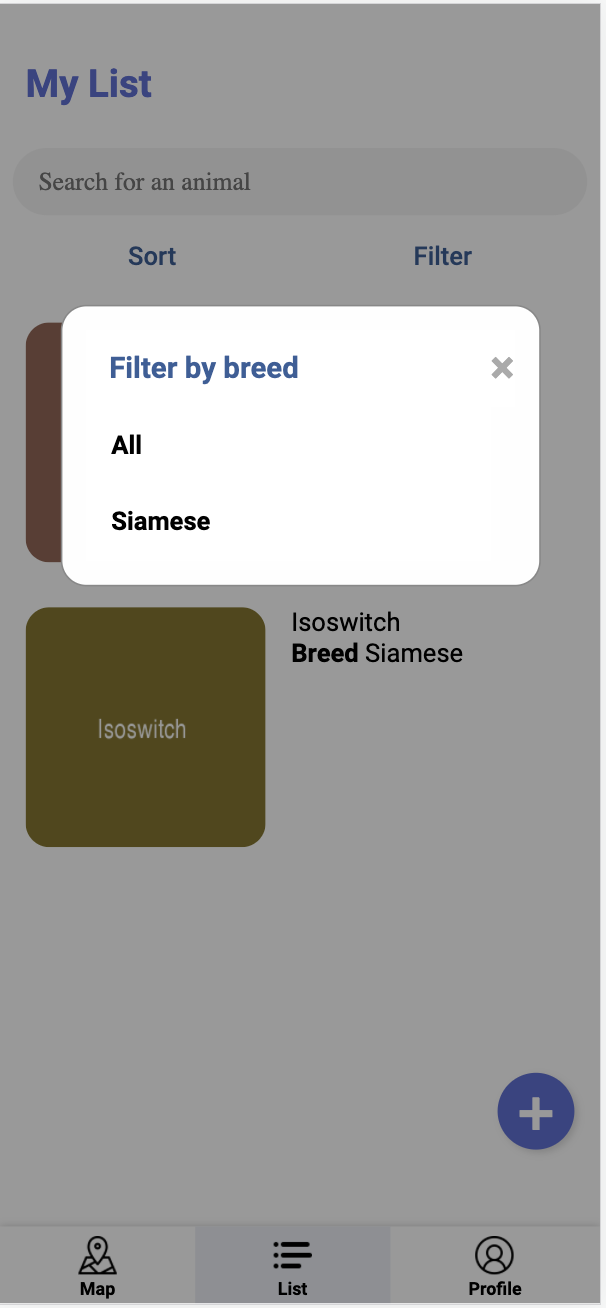 My List
Search for an animal
Sort
Filter
Filter by breed
All
Siamese
Isoswitch
Breed Siamese
Isoswitch
Map
List
Profile